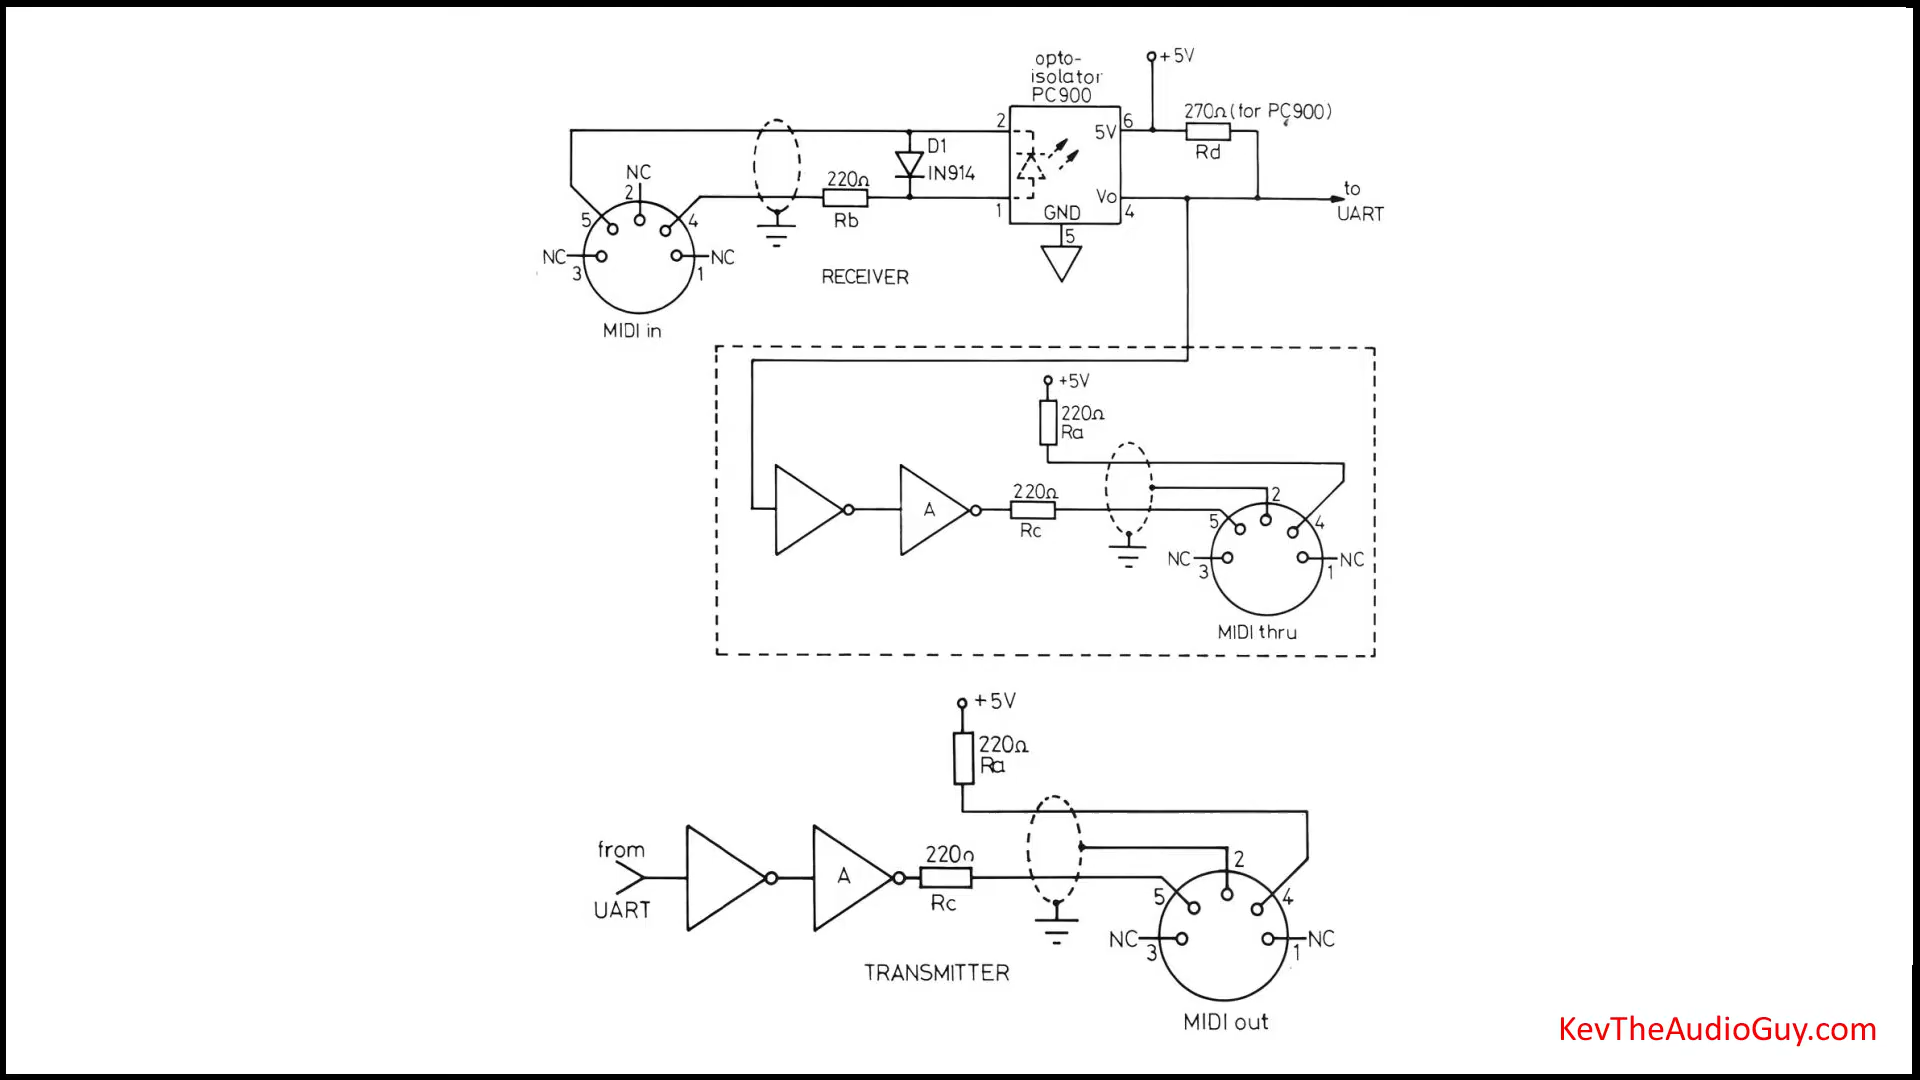 opto-
isolator
PC900
+5V
270Ω (for PC900)
Rd
2
6
5V
D1
IN914
NC
2
220Ω
Rb
5
4
1
Vo
4
GND
5
to
UART
NC
3
NC
1
RECEIVER
MIDI in
+5V
220Ω
Ra
220Ω
Rc
A
2
5
4
NC
3
NC
1
MIDI thru
+5V
220Ω
Ra
from
UART
A
220Ω
Rc
2
5
4
NC
3
NC
1
TRANSMITTER
MIDI out
KevTheAudioGuy.com